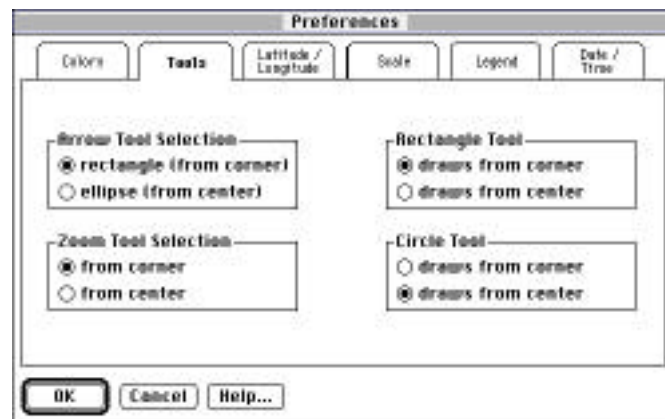 Preferences
Colors
Tools
Latitude /
Longitude
Scale
Legend
Date /
Time
Arrow Tool Selection
rectangle (from corner)
ellipse (from center)
Rectangle Tool
draws from corner
draws from center
Zoom Tool Selection
from corner
from center
Circle Tool
draws from corner
draws from center
OK
Cancel
Help...